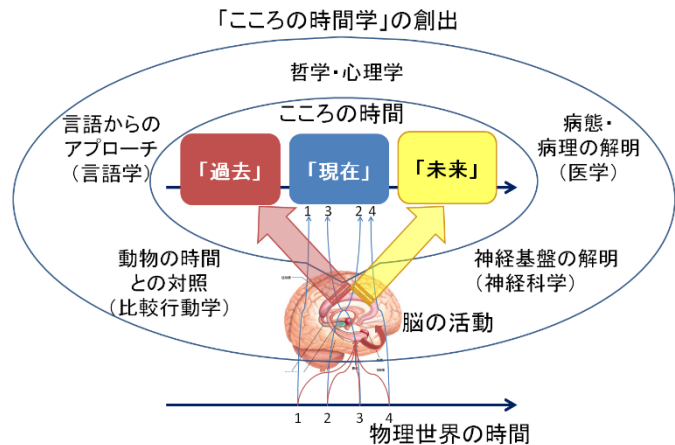 「こころの時間学」の創出
哲学・心理学
こころの時間
言語からの
アプローチ
(言語学)
「過去」
「現在」
「未来」
病態・
病理の解明
(医学)
1 3 2 4
動物の時間
との対照
(比較行動学)
神経基盤の解明
(神経科学)
脳の活動
1 2 3 4
物理世界の時間